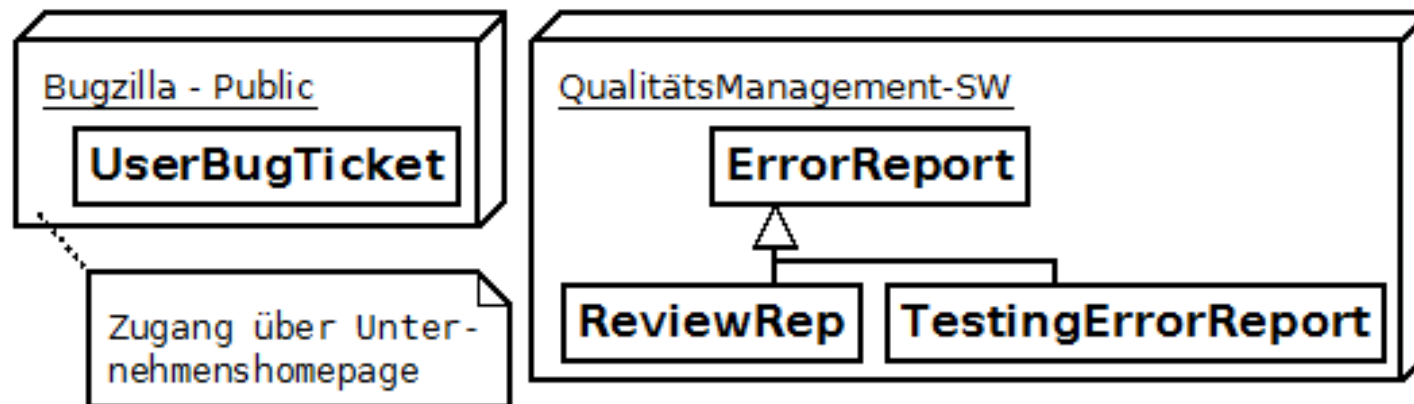 Bugzilla - Public
UserBugTicket
Zugang über Unter-
nehmenshomepage
QualitätsManagement-SW
ErrorReport
ReviewRep
TestingErrorReport